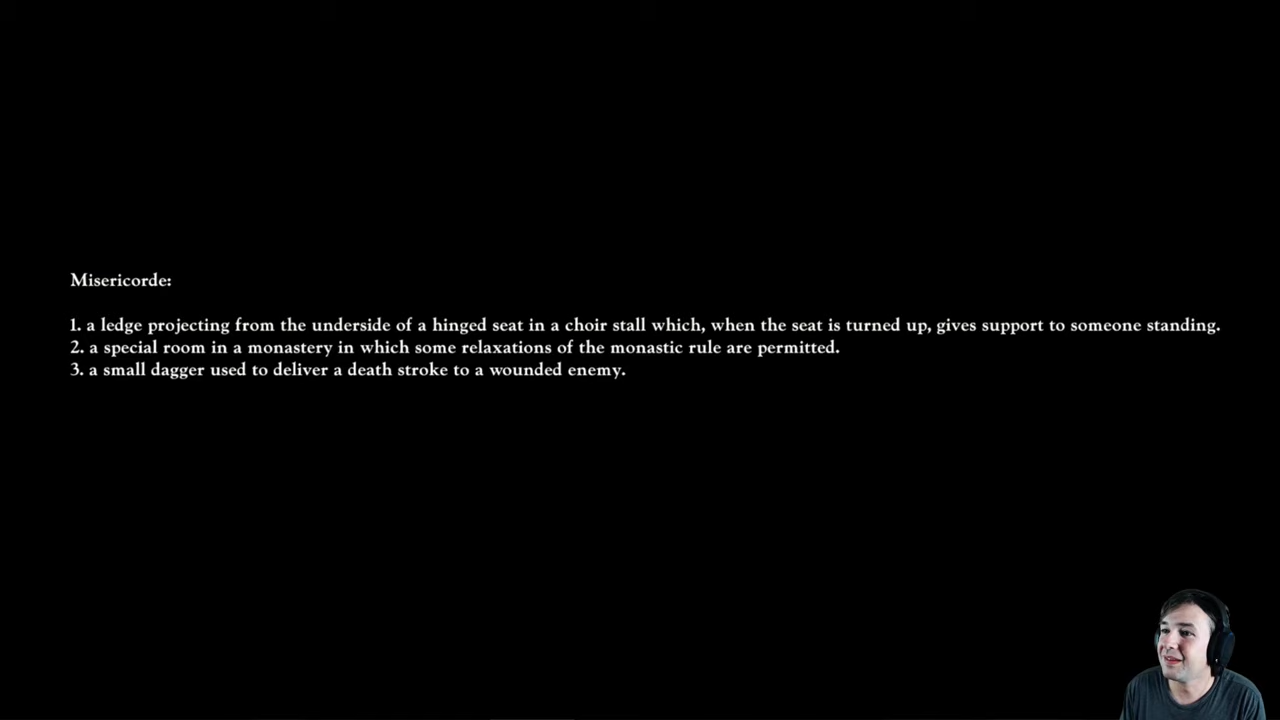 Misericorde:
1. a ledge projecting from the underside of a hinged seat in a choir stall which, when the seat is turned up, gives support to someone standing.
2. a special room in a monastery in which some relaxations of the monastic rule are permitted.
3. a small dagger used to deliver a death stroke to a wounded enemy.